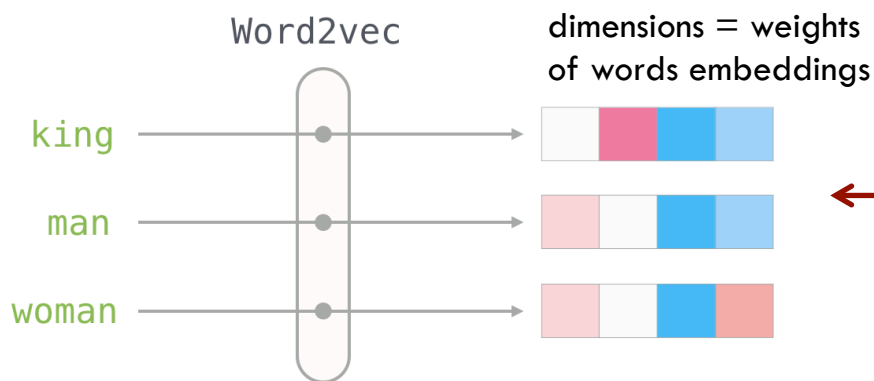 Word2vec
dimensions = weights
of words embeddings
king
man
woman